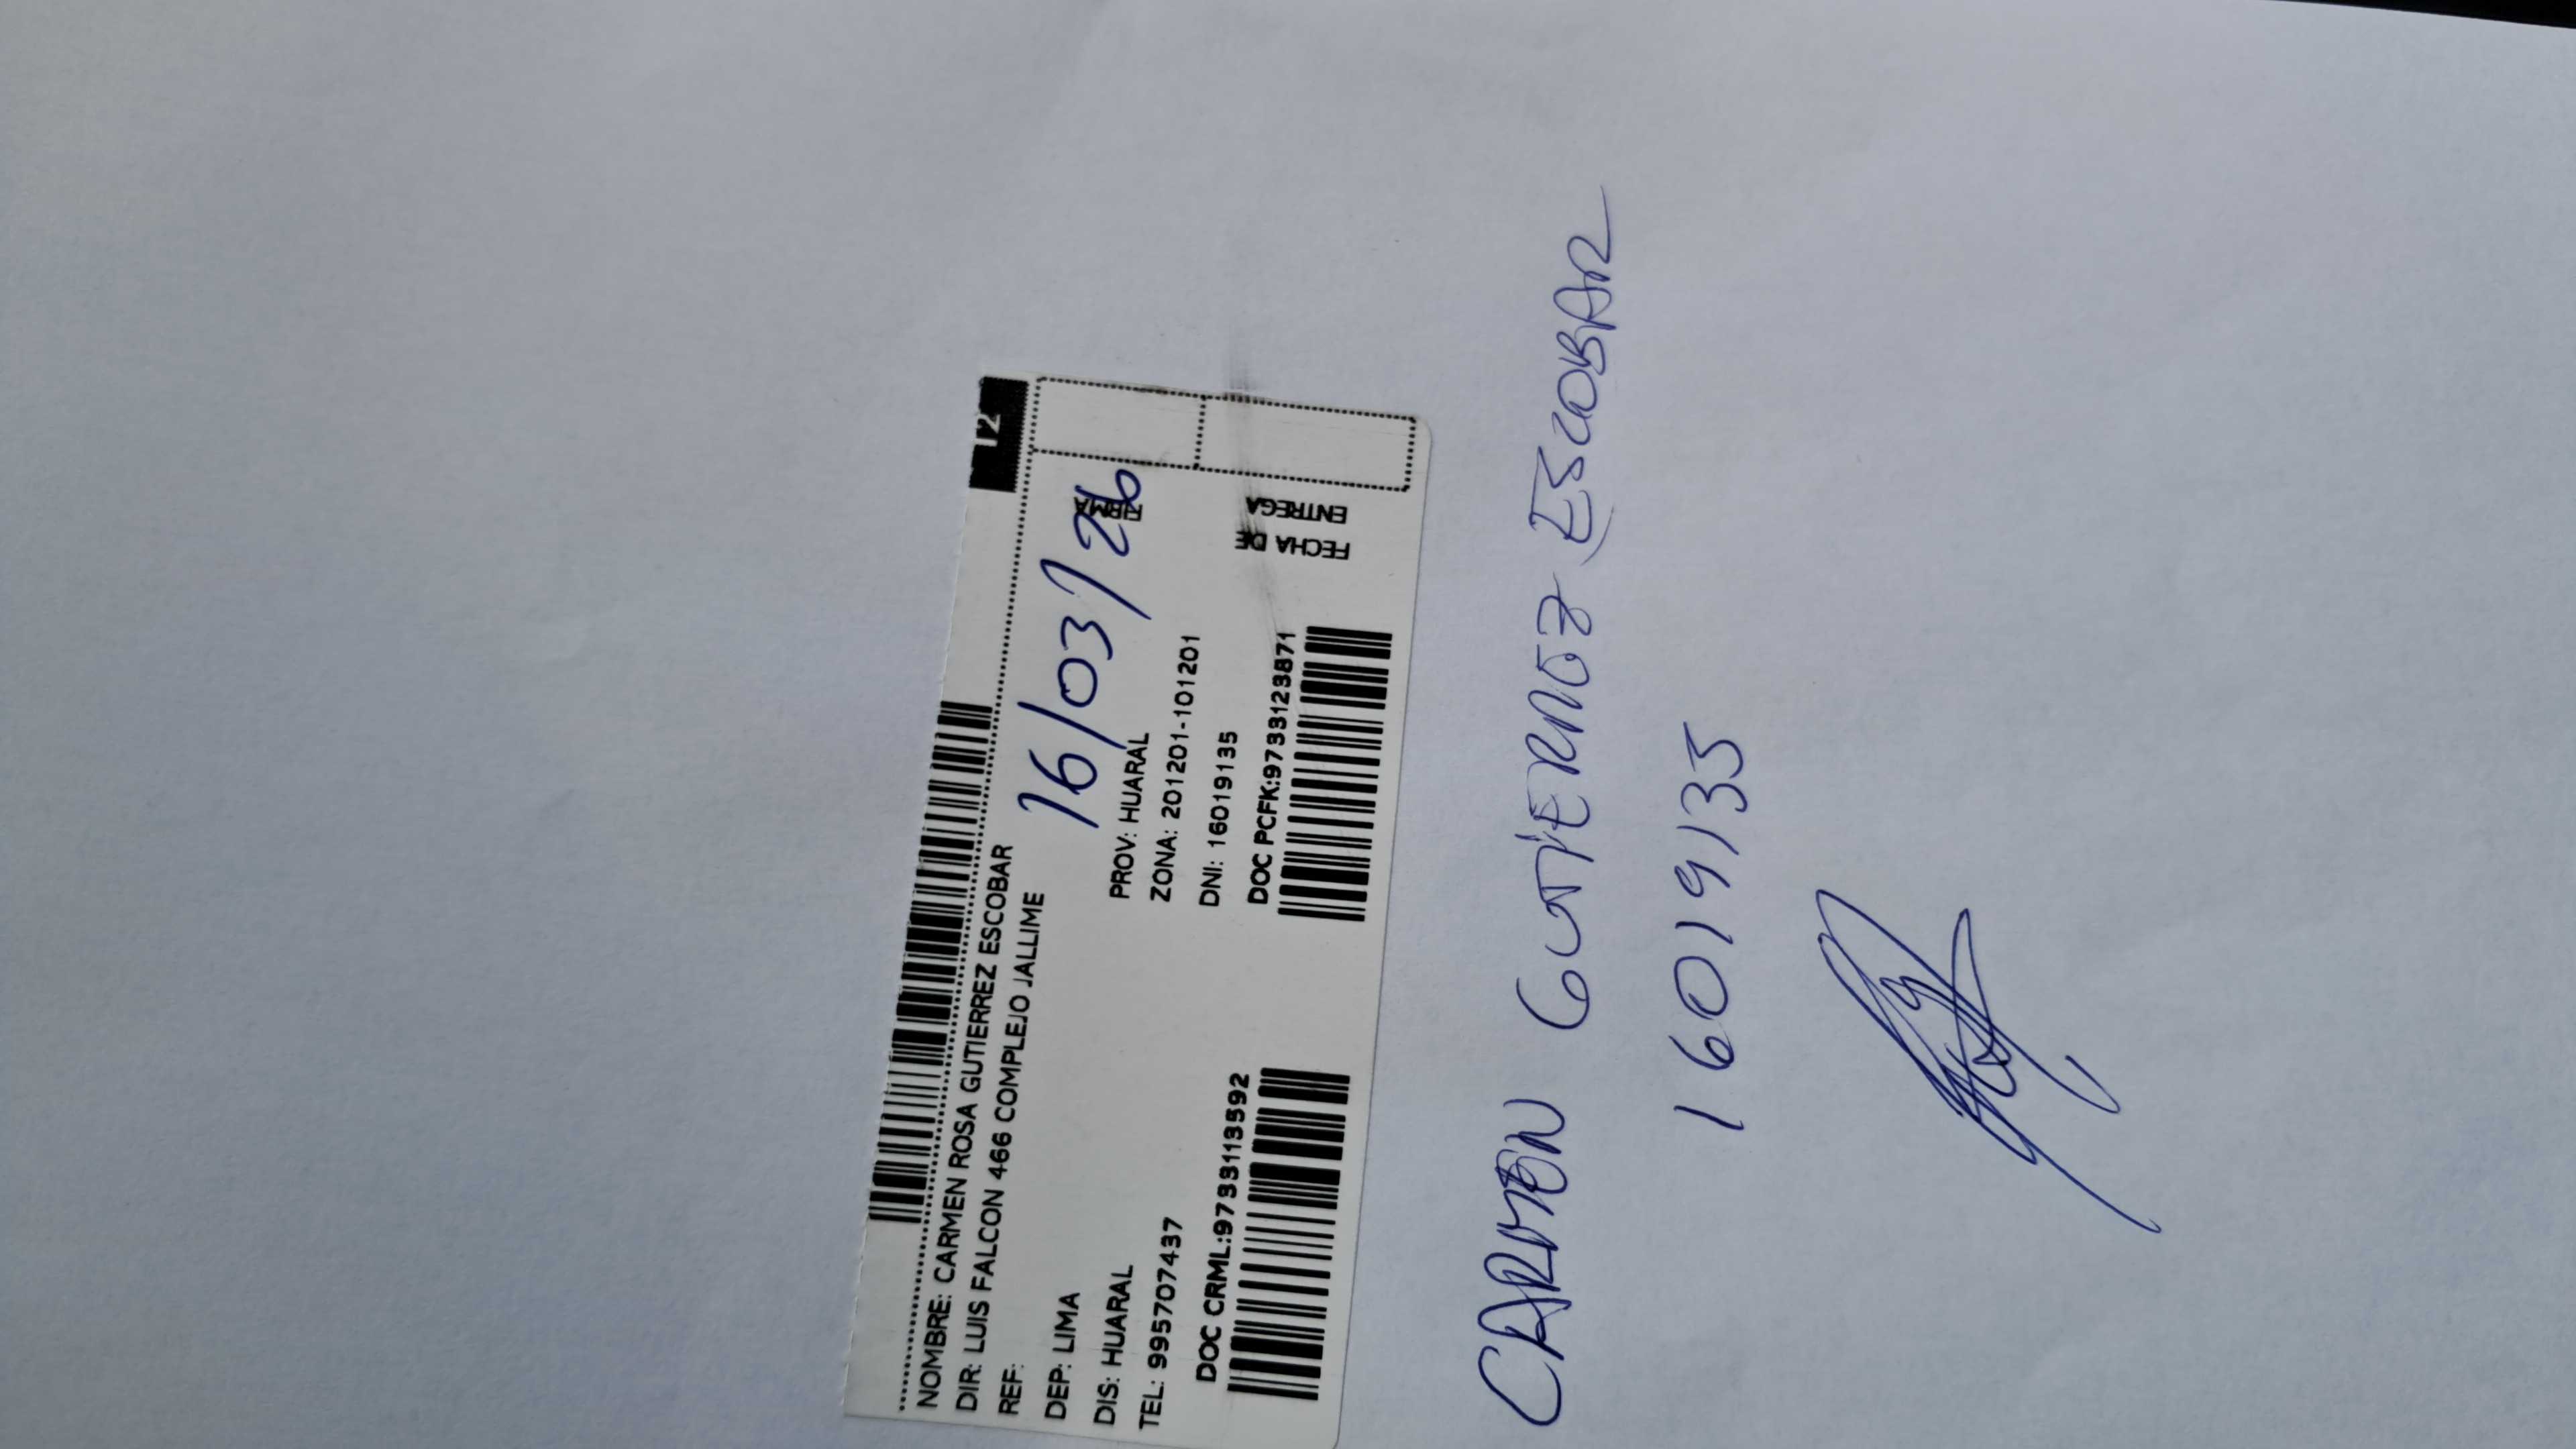 12
NOMBRE: CARMEN ROSA GUTIERREZ ESCOBAR
DIR: LUIS FALCON 466 COMPLEJO JALLIME
REF:
16/03/26
DEP: LIMA
PROV: HUARAL
FIRMA
DIS: HUARAL
ZONA: 201201-101201
TEL: 995707437
DNI: 16019135
FECHA DE
ENTREGA
DOC CRML:9733113592
DOC PCFK:9733123871
CARMEN GUTIERREZ ESCOBAR
16019135